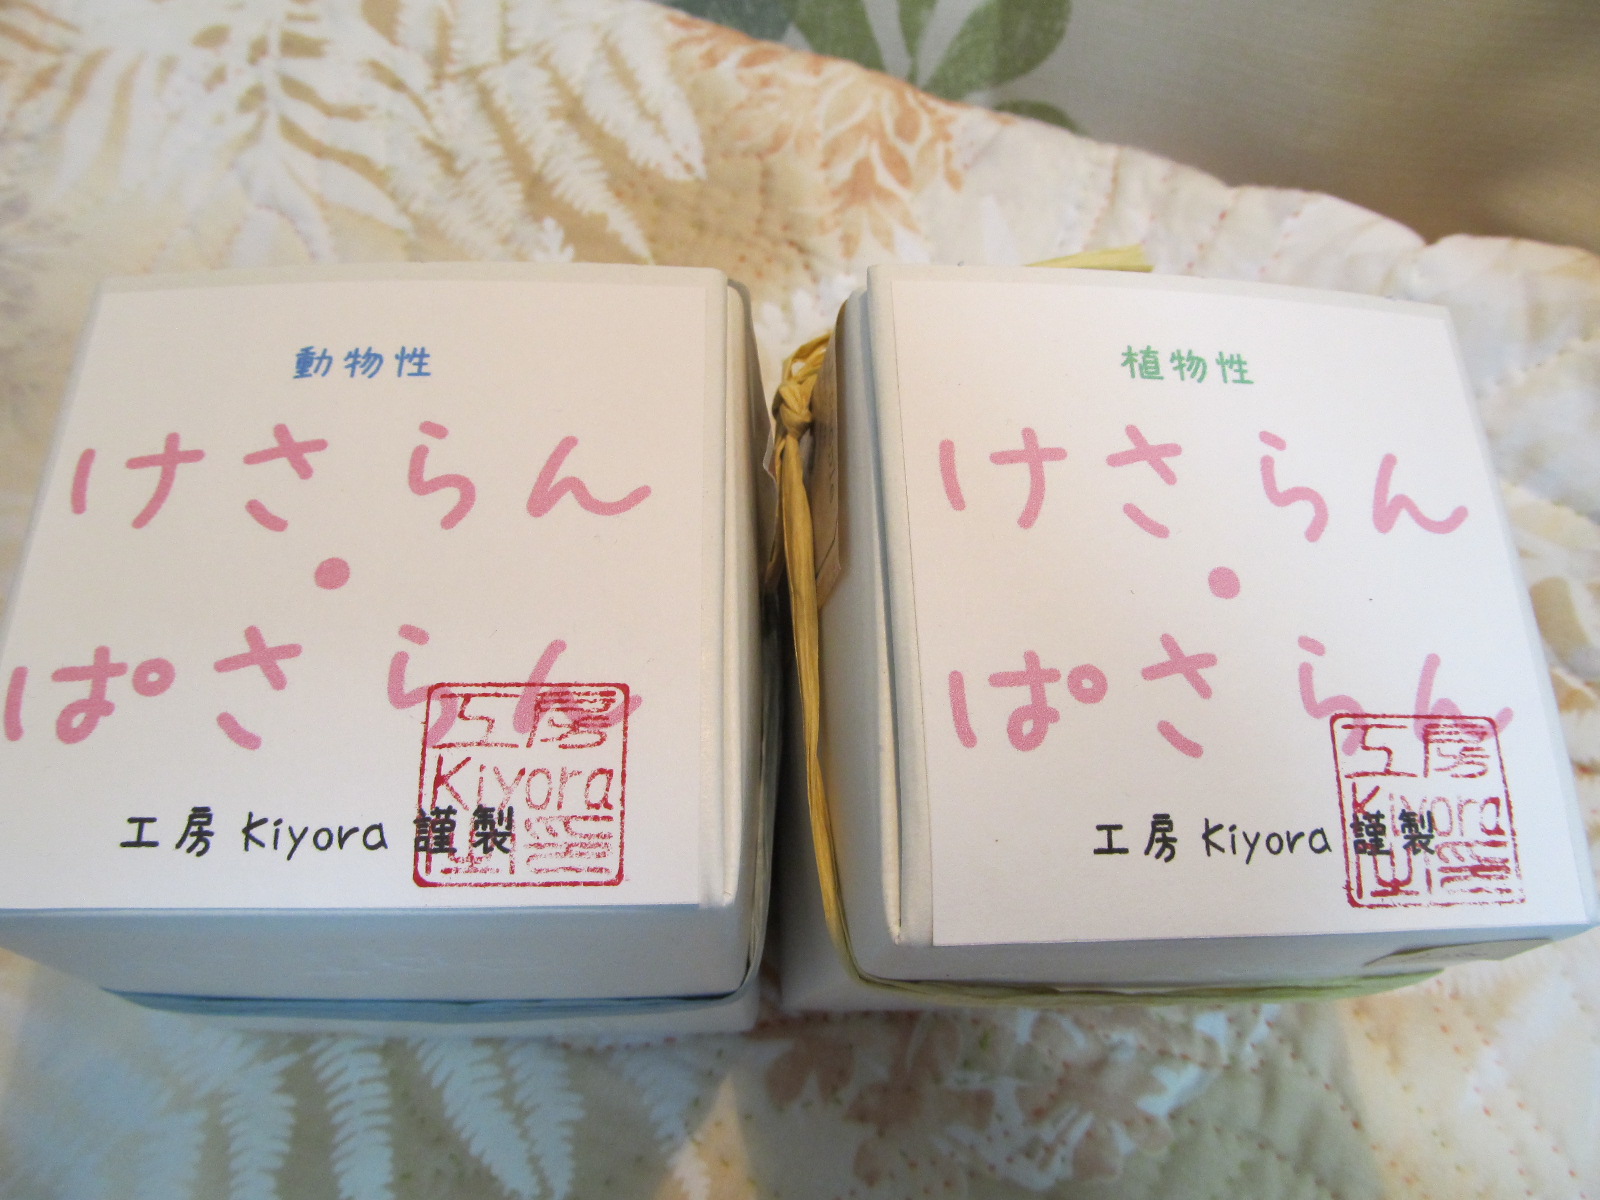 動物性
けさらん
・
ぱさらん
工房 Kiyora 謹製
工房
Kiyora
植物性
けさらん
・
ぱさらん
工房 Kiyora 謹製
工房
Kiyora